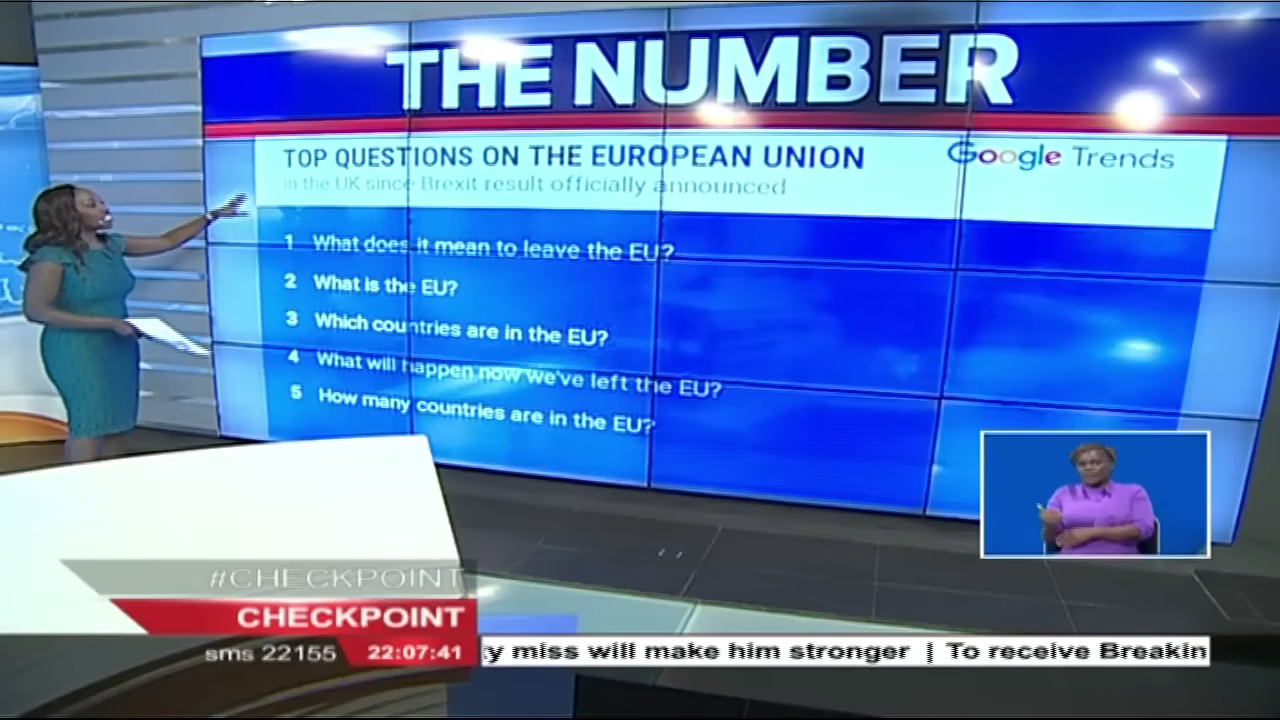 THE NUMBER
TOP QUESTIONS ON THE EUROPEAN UNION
Google Trends
in the UK since Brexit result officially announced
1 What does it mean to leave the EU?
2 What is the EU?
3 Which countries are in the EU?
4 What will happen now we've left the EU?
5 How many countries are in the EU?
#CHECKPOINT
CHECKPOINT
sms 22155 22:07:41
y miss will make him stronger | To receive Breakin